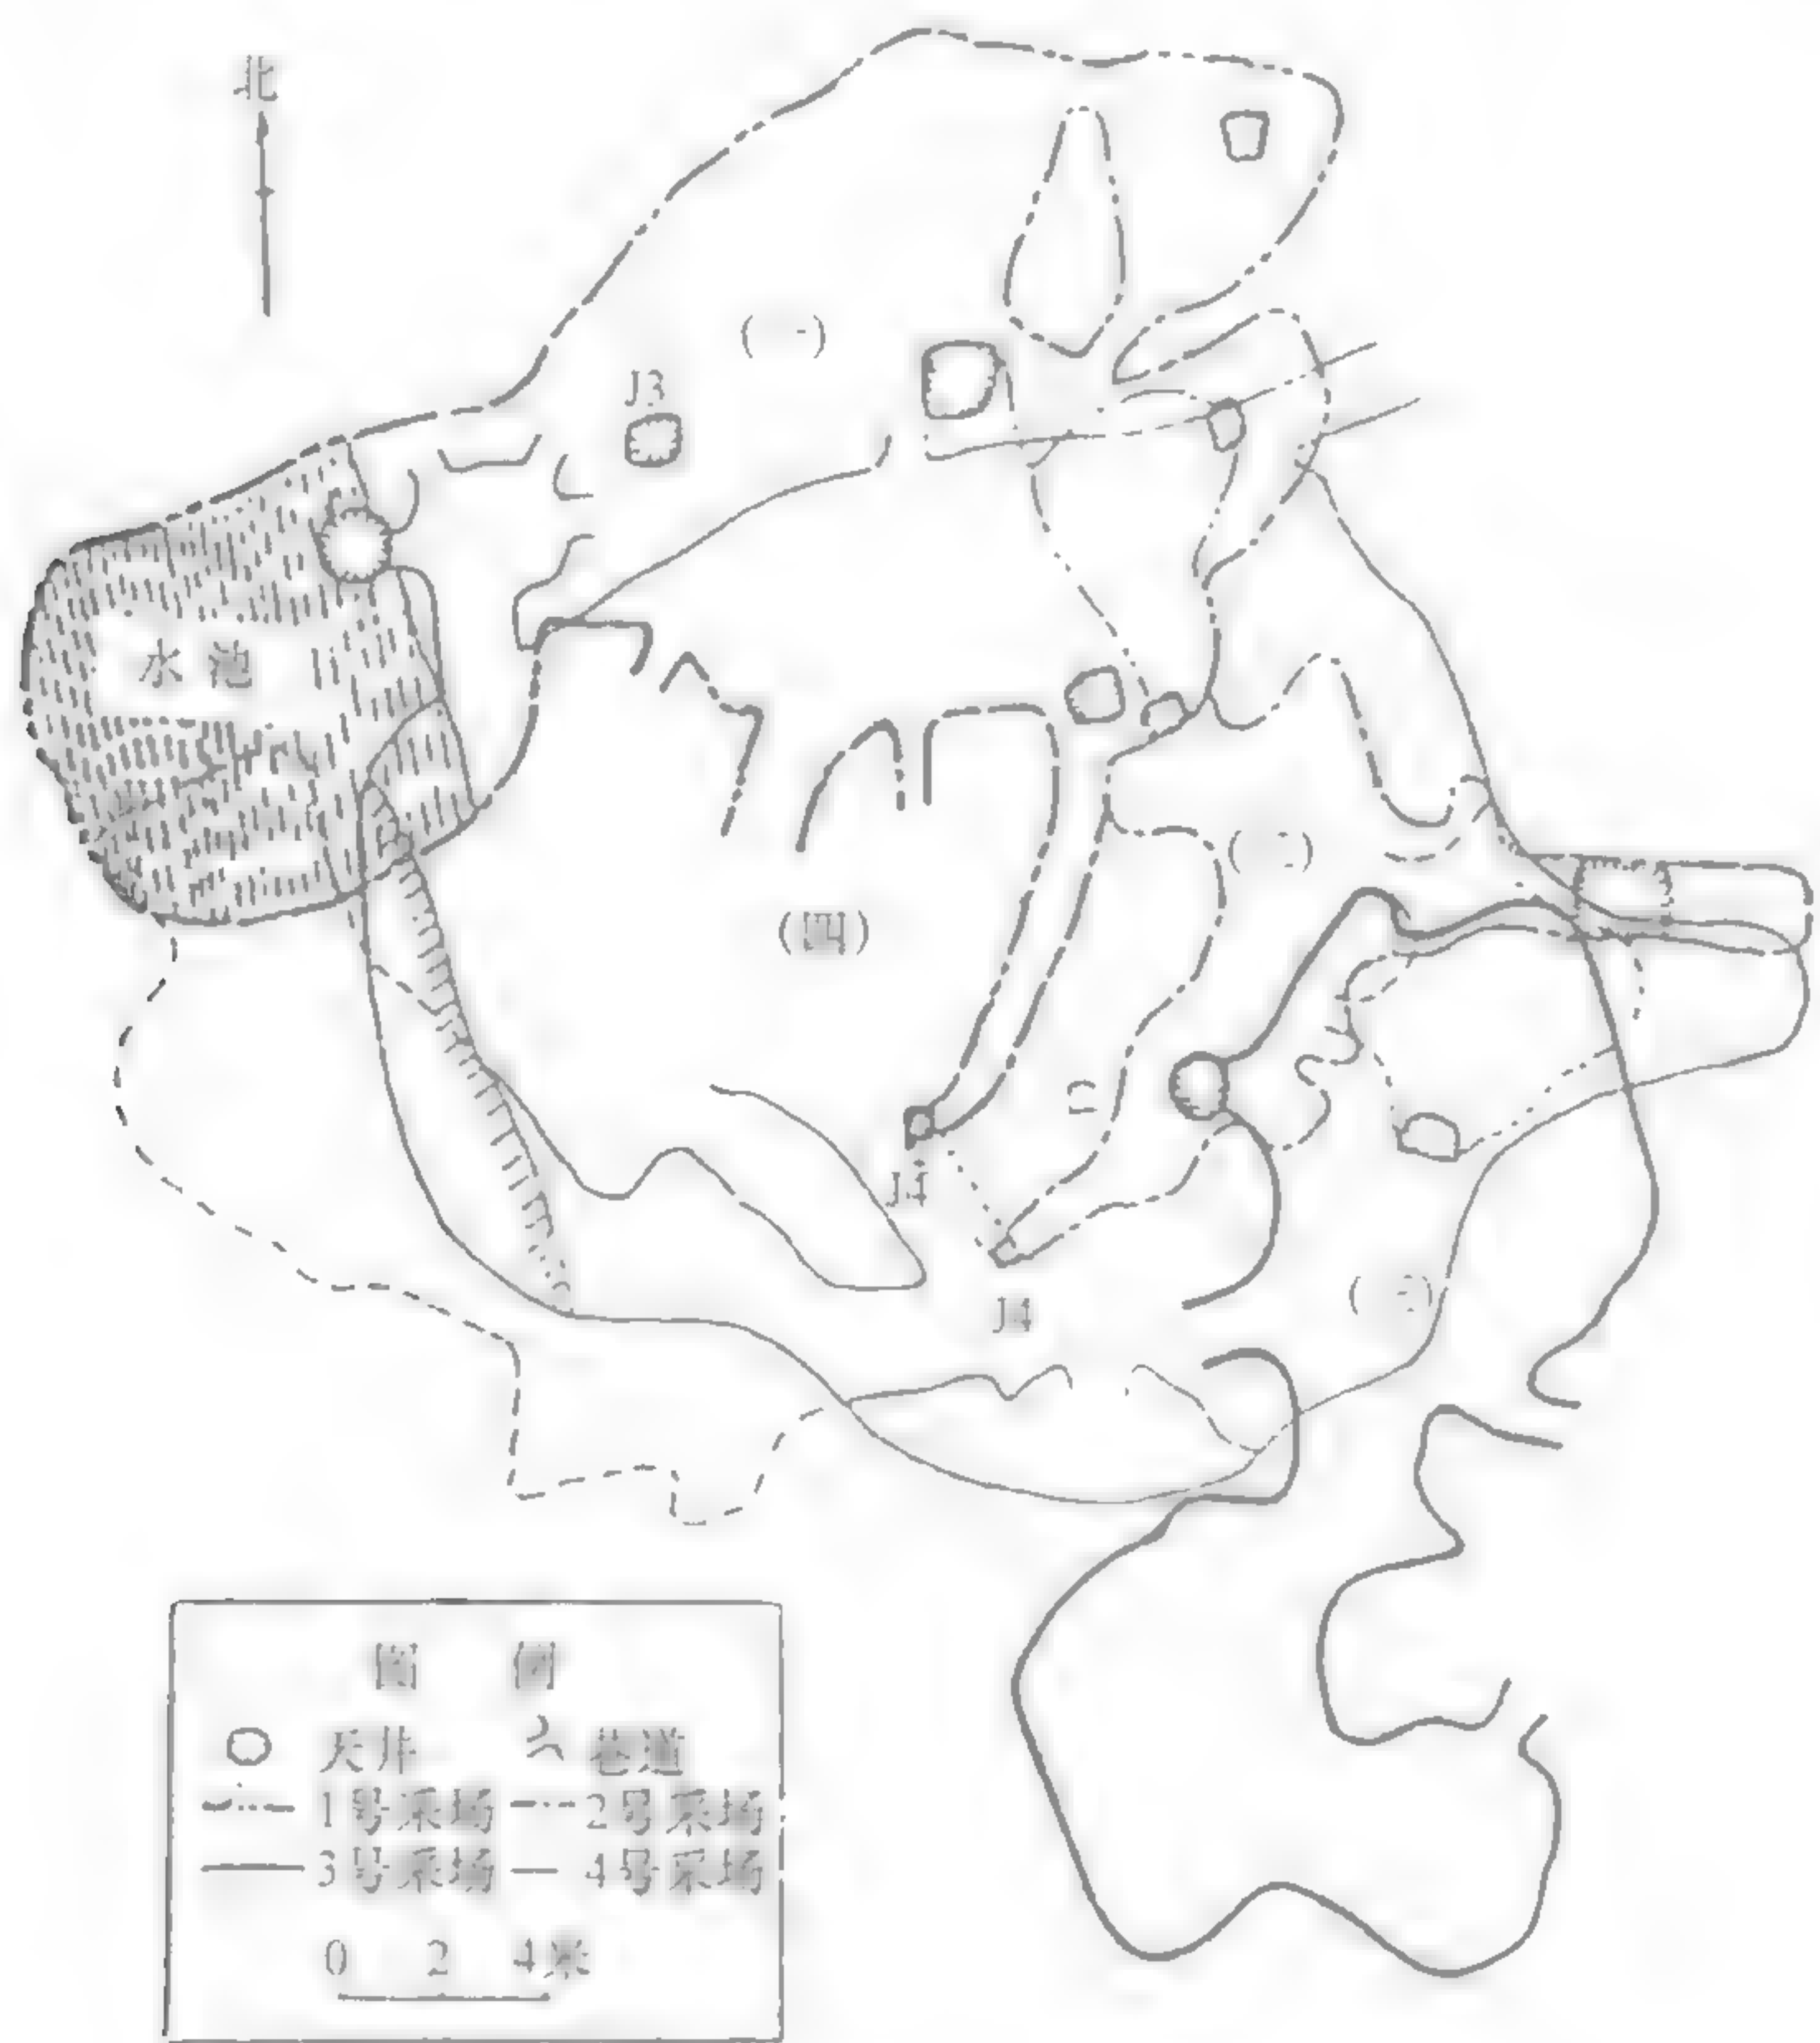 北
(一)
J3
水池
(二)
(四)
J4
(三)
图 例
天井 巷道
1号采场 2号采场
3号采场 4号采场
0 2 4米